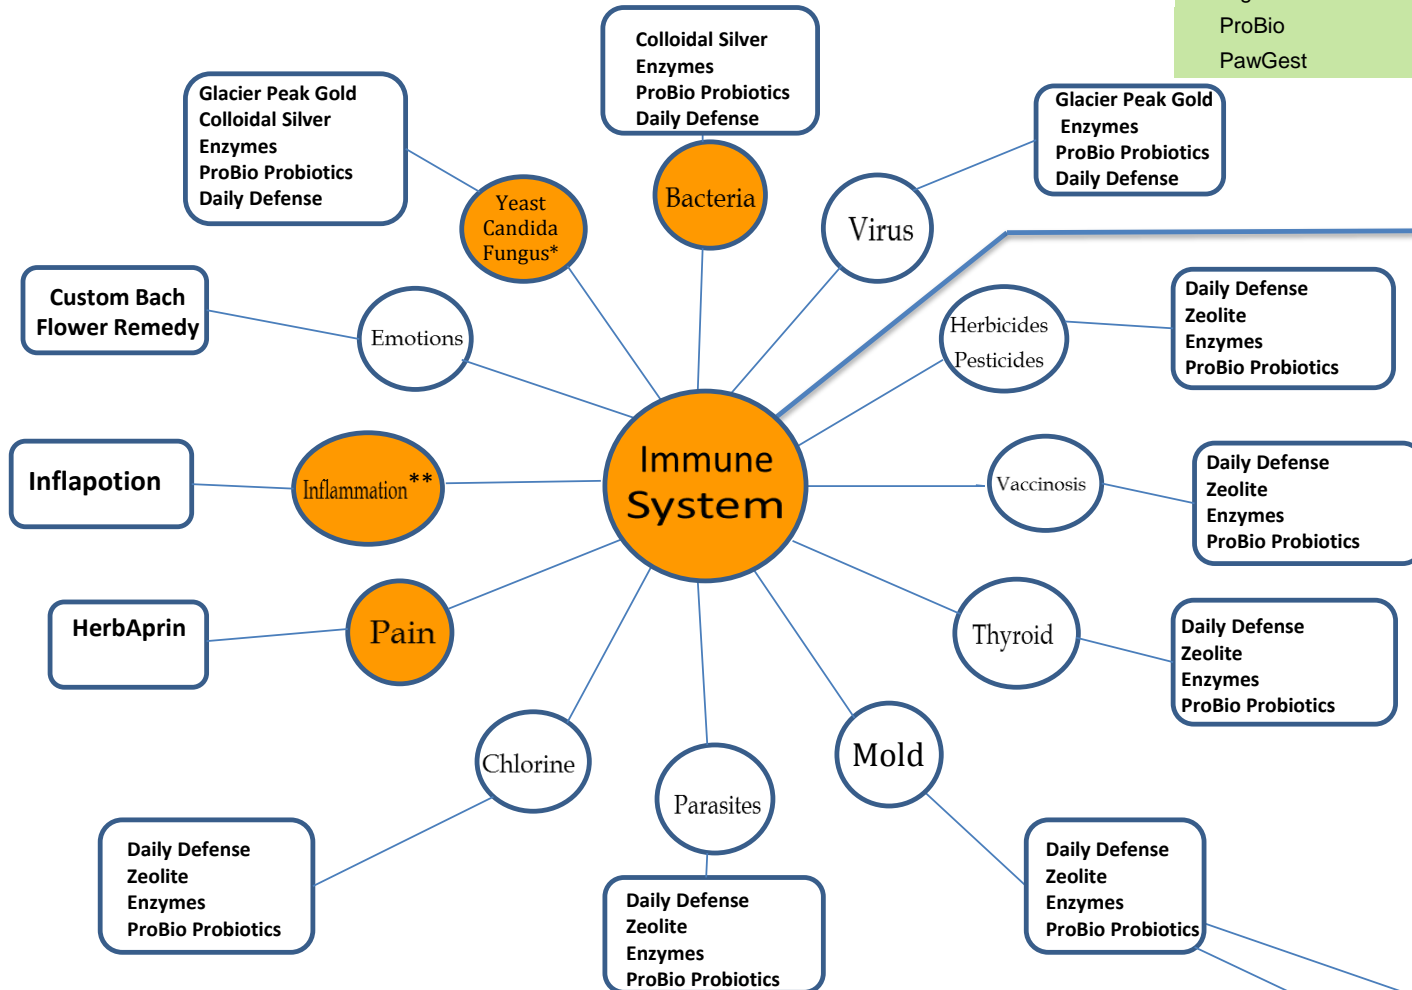 ProBio
PawGest
Colloidal Silver
Enzymes
ProBio Probiotics
Daily Defense
Glacier Peak Gold
Colloidal Silver
Enzymes
ProBio Probiotics
Daily Defense
Glacier Peak Gold
Enzymes
ProBio Probiotics
Daily Defense
Yeast
Candida
Fungus*
Bacteria
Virus
Custom Bach
Flower Remedy
Emotions
Herbicides
Pesticides
Daily Defense
Zeolite
Enzymes
ProBio Probiotics
Inflapotion
Inflammation**
Immune
System
Vaccinosis
Daily Defense
Zeolite
Enzymes
ProBio Probiotics
HerbAprin
Pain
Thyroid
Daily Defense
Zeolite
Enzymes
ProBio Probiotics
Chlorine
Parasites
Mold
Daily Defense
Zeolite
Enzymes
ProBio Probiotics
Daily Defense
Zeolite
Enzymes
ProBio Probiotics
Daily Defense
Zeolite
Enzymes
ProBio Probiotics